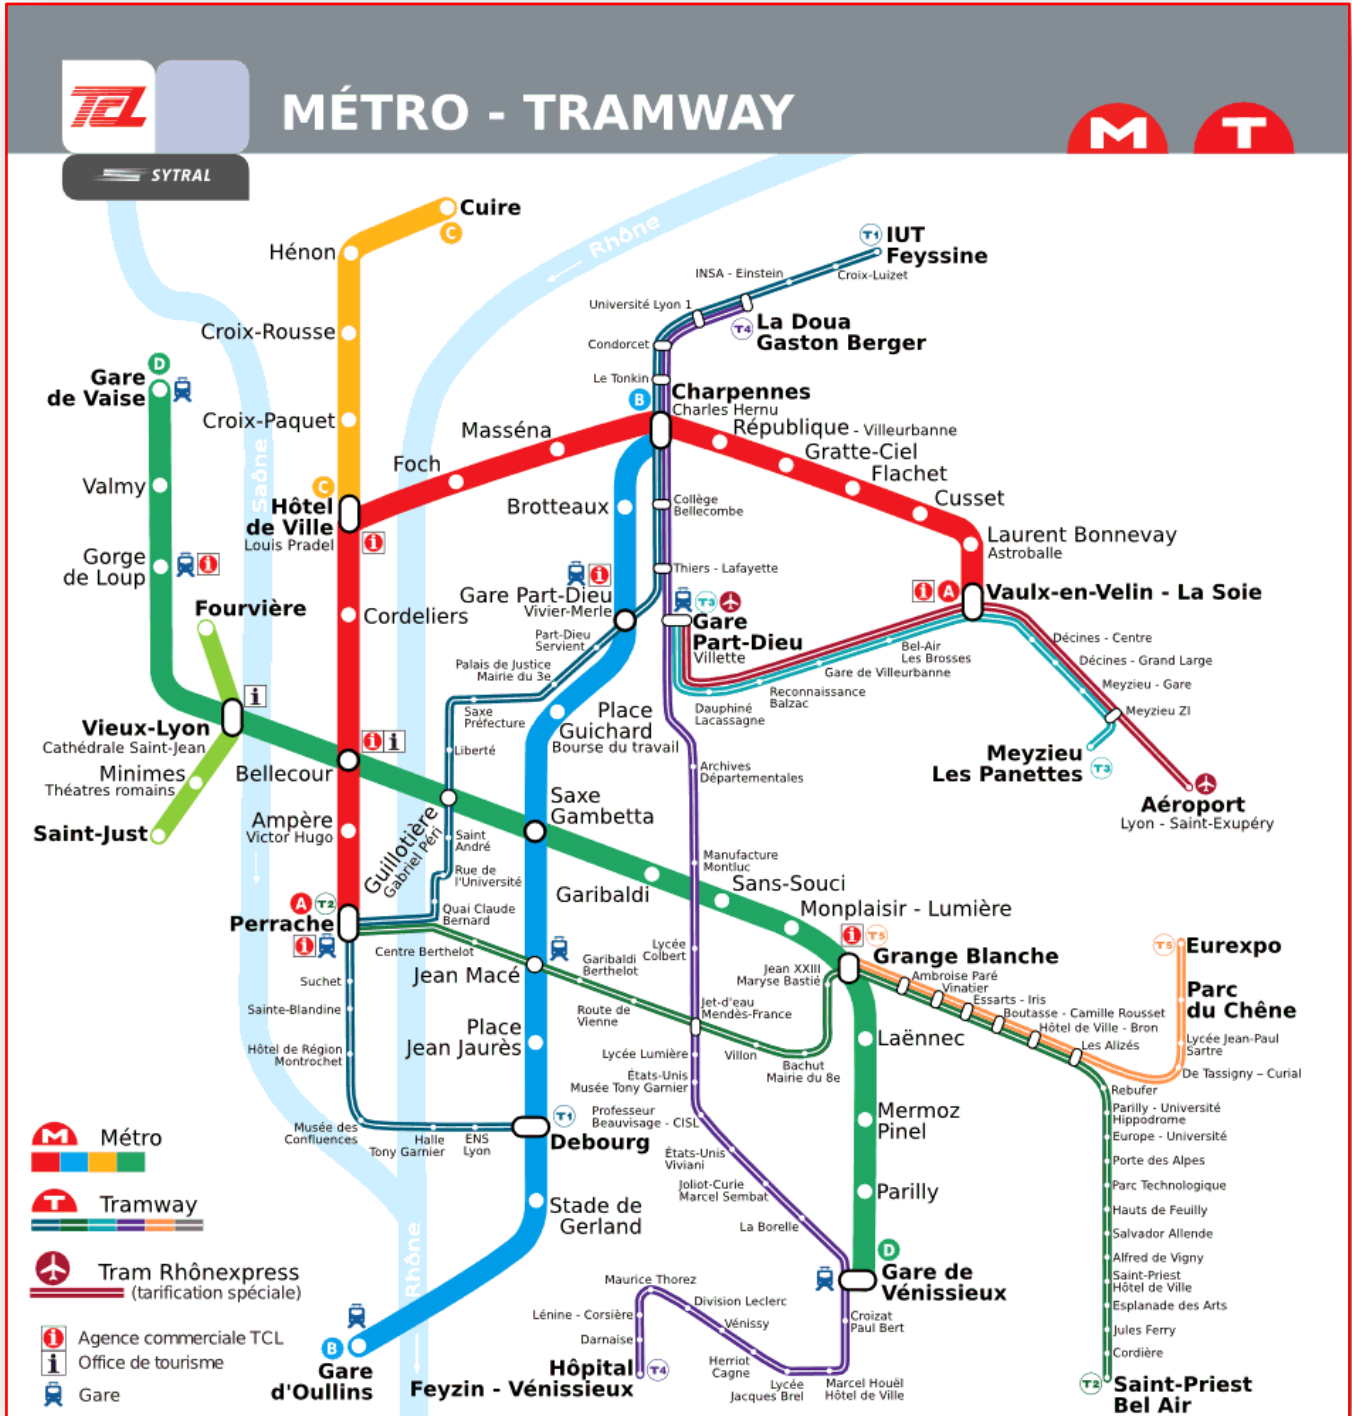 TCL
SYTRAL
MÉTRO - TRAMWAY
M
T
Cuire
C
Hénon
Croix-Rousse
Croix-Paquet
C
Hôtel
de Ville
Louis Pradel
Rhône
Saône
T1
IUT
Feyssine
INSA - Einstein
Croix-Luizet
Université Lyon 1
T4
La Doua
Gaston Berger
Condorcet
Le Tonkin
B
Charpennes
Charles Hernu
D
Gare
de Vaise
Valmy
Gorge
de Loup
Fourvière
Vieux-Lyon
Cathédrale Saint-Jean
Minimes
Théatres romains
Saint-Just
Foch
Masséna
République - Villeurbanne
Gratte-Ciel
Flachet
Cusset
Laurent Bonnevay
Astroballe
A
Vaulx-en-Velin - La Soie
Brotteaux
Collège
Bellecombe
Thiers - Lafayette
Gare Part-Dieu
Vivier-Merle
T3
Gare
Part-Dieu
Villette
Part-Dieu
Servient
Palais de Justice
Mairie du 3e
Saxe
Préfecture
Liberté
Cordeliers
Bellecour
Ampère
Victor Hugo
A
T2
Perrache
Guillotière
Gabriel Péri
Saint
André
Rue de
l'Université
Quai Claude
Bernard
Place
Guichard
Bourse du travail
Saxe
Gambetta
Dauphiné
Lacassagne
Reconnaissance
Balzac
Gare de Villeurbanne
Bel-Air
Les Brosses
Décines - Centre
Décines - Grand Large
Meyzieu - Gare
Meyzieu ZI
Meyzieu
Les Panettes
T3
Aéroport
Lyon - Saint-Exupéry
Archives
Départementales
Manufacture
Montluc
Garibaldi
Sans-Souci
Monplaisir - Lumière
T5
Grange Blanche
Lycée
Colbert
Jean XXIII
Maryse Bastié
Centre Berthelot
Jean Macé
Garibaldi
Berthelot
Route de
Vienne
Jet-d'eau
Mendès-France
Villon
Bachut
Mairie du 8e
Ambroise Paré
Vinatier
Essarts - Iris
Boutasse - Camille Rousset
Hôtel de Ville - Bron
Les Alizés
T5
Eurexpo
Parc
du Chêne
Lycée Jean-Paul
Sartre
De Tassigny – Curial
Rebufer
Parilly - Université
Hippodrome
Europe - Université
Porte des Alpes
Parc Technologique
Hauts de Feuilly
Salvador Allende
Alfred de Vigny
Saint-Priest
Hôtel de Ville
Esplanade des Arts
Jules Ferry
Cordière
T2
Saint-Priest
Bel Air
Suchet
Sainte-Blandine
Hôtel de Région
Montrochet
Musée des
Confluences
Halle
Tony Garnier
ENS
Lyon
Place
Jean Jaurès
T1
Debourg
Stade de
Gerland
Lycée Lumière
États-Unis
Musée Tony Garnier
Professeur
Beauvisage - CISL
États-Unis
Viviani
Joliot-Curie
Marcel Sembat
La Borelle
Laënnec
Mermoz
Pinel
Parilly
D
Gare de
Vénissieux
Croizat
Paul Bert
Marcel Houël
Hôtel de Ville
Lycée
Jacques Brel
Herriot
Cagne
Vénissy
Division Leclerc
Maurice Thorez
Lénine - Corsière
Darnaise
Hôpital
Feyzin - Vénissieux
T4
Rhône
B
Gare
d'Oullins
M
Métro
T
Tramway
Tram Rhônexpress
(tarification spéciale)
Agence commerciale TCL
Office de tourisme
Gare